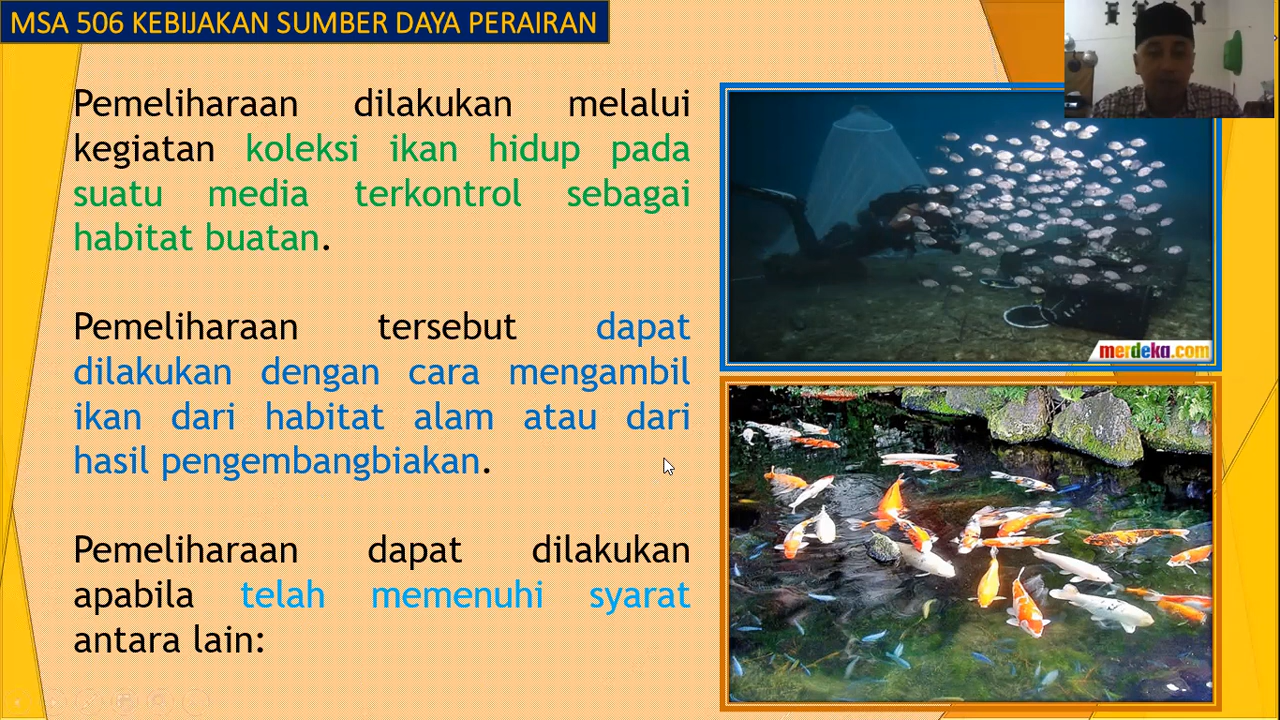 MSA 506 KEBIJAKAN SUMBER DAYA PERAIRAN
Pemeliharaan dilakukan melalui
kegiatan koleksi ikan hidup pada
suatu media terkontrol sebagai
habitat buatan.
Pemeliharaan tersebut dapat
dilakukan dengan cara mengambil
ikan dari habitat alam atau dari
hasil pengembangbiakan.
Pemeliharaan dapat dilakukan
apabila telah memenuhi syarat
antara lain:
merdeka.com